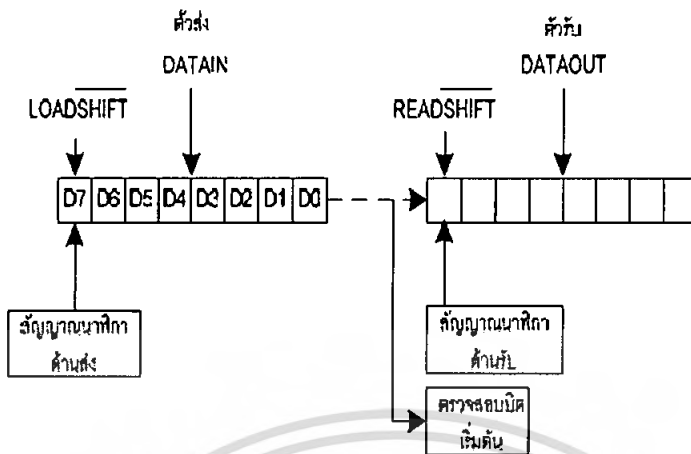 ตัวส่ง
DATAIN
LOADSHIFT
D7 D6 D5 D4 D3 D2 D1 D0
สัญญาณนาฬิกา
ด้านส่ง
ตัวรับ
DATAOUT
READSHIFT
สัญญาณนาฬิกา
ด้านรับ
ตรวจสอบบิต
เริ่มต้น